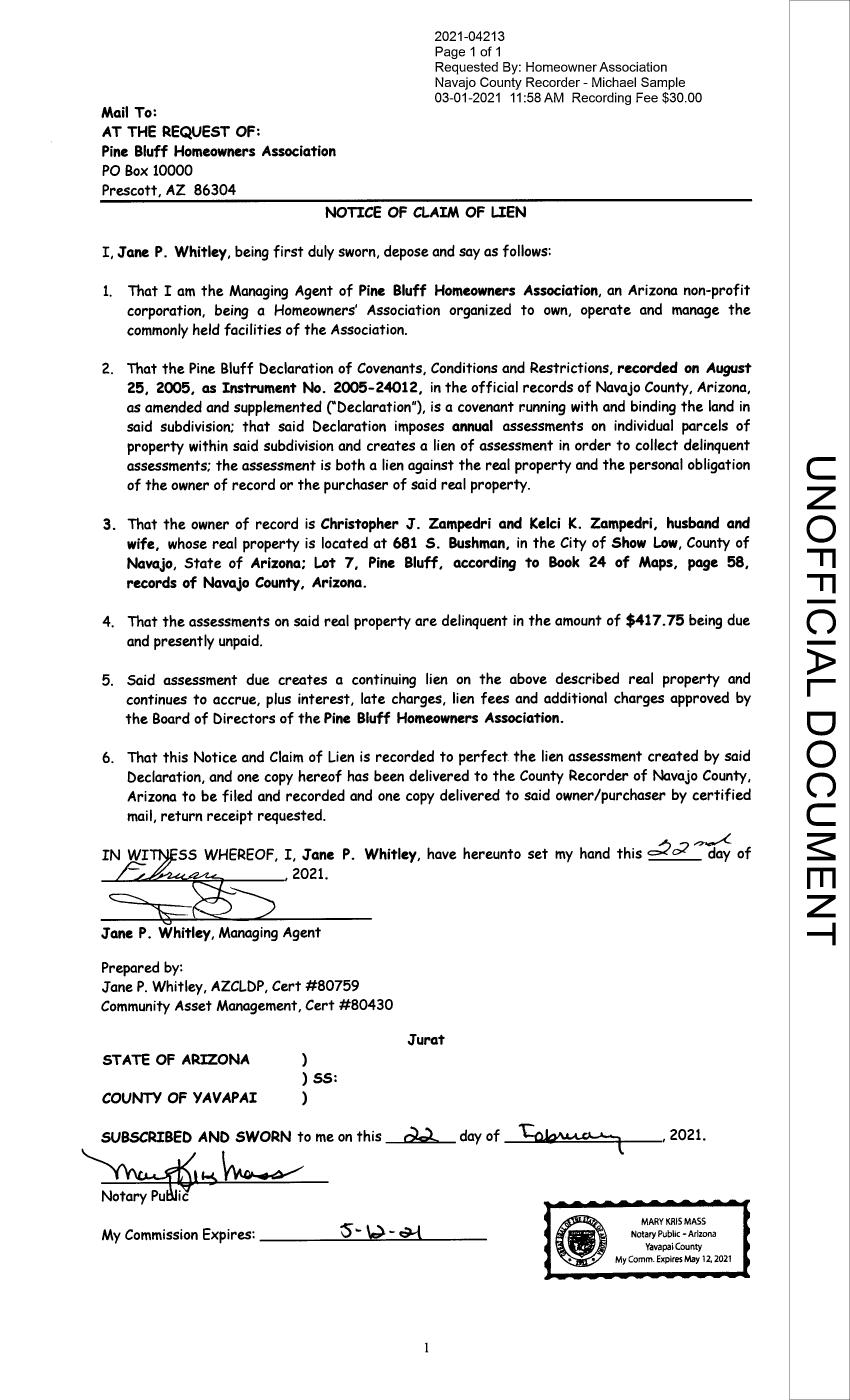 2021-04213
Page 1 of 1
Requested By: Homeowner Association
Navajo County Recorder - Michael Sample
03-01-2021 11:58 AM Recording Fee $30.00
Mail To:
AT THE REQUEST OF:
Pine Bluff Homeowners Association
PO Box 10000
Prescott, AZ 86304
NOTICE OF CLAIM OF LIEN
I, Jane P. Whitley, being first duly sworn, depose and say as follows:
1. That I am the Managing Agent of Pine Bluff Homeowners Association, an Arizona non-profit
corporation, being a Homeowners' Association organized to own, operate and manage the
commonly held facilities of the Association.
2. That the Pine Bluff Declaration of Covenants, Conditions and Restrictions, recorded on August
25, 2005, as Instrument No. 2005-24012, in the official records of Navajo County, Arizona,
as amended and supplemented ("Declaration"), is a covenant running with and binding the land in
said subdivision; that said Declaration imposes annual assessments on individual parcels of
property within said subdivision and creates a lien of assessment in order to collect delinquent
assessments; the assessment is both a lien against the real property and the personal obligation
of the owner of record or the purchaser of said real property.
3. That the owner of record is Christopher J. Zampedri and Kelci K. Zampedri, husband and
wife, whose real property is located at 681 S. Bushman, in the City of Show Low, County of
Navajo, State of Arizona; Lot 7, Pine Bluff, according to Book 24 of Maps, page 58,
records of Navajo County, Arizona.
4. That the assessments on said real property are delinquent in the amount of $417.75 being due
and presently unpaid.
5. Said assessment due creates a continuing lien on the above described real property and
continues to accrue, plus interest, late charges, lien fees and additional charges approved by
the Board of Directors of the Pine Bluff Homeowners Association.
6. That this Notice and Claim of Lien is recorded to perfect the lien assessment created by said
Declaration, and one copy hereof has been delivered to the County Recorder of Navajo County,
Arizona to be filed and recorded and one copy delivered to said owner/purchaser by certified
mail, return receipt requested.
IN WITNESS WHEREOF, I, Jane P. Whitley, have hereunto set my hand this 22nd day of
February, 2021.
Jane P. Whitley, Managing Agent
Prepared by:
Jane P. Whitley, AZCLDP, Cert #80759
Community Asset Management, Cert #80430
Jurat
STATE OF ARIZONA )
) SS:
COUNTY OF YAVAPAI )
SUBSCRIBED AND SWORN to me on this 22 day of February, 2021.
Mary Kris Mass
Notary Public
My Commission Expires: 5-12-21
MARY KRIS MASS
Notary Public - Arizona
Yavapai County
My Comm. Expires May 12, 2021
1
UNOFFICIAL DOCUMENT